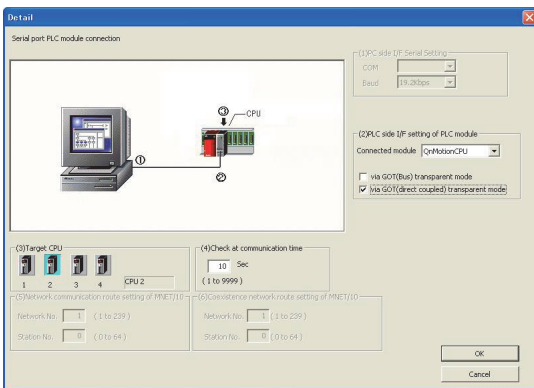 Detail
Serial port PLC module connection
(1)PC side I/F Serial Setting
COM
Baud 19.2Kbps
③
CPU
①
②
(2)PLC side I/F setting of PLC module
Connected module QnMotionCPU
via GOT(Bus) transparent mode
via GOT(direct coupled) transparent mode
(3)Target CPU
1 2 3 4 CPU 2
(4)Check at communication time
10 Sec
( 1 to 9999 )
(5)Network communication route setting of MNET/10
Network No. 1 ( 1 to 239 )
Station No. 0 ( 0 to 64 )
(6)Coexistence network route setting of MNET/10
Network No. 1 ( 1 to 239 )
Station No. 0 ( 0 to 64 )
OK
Cancel